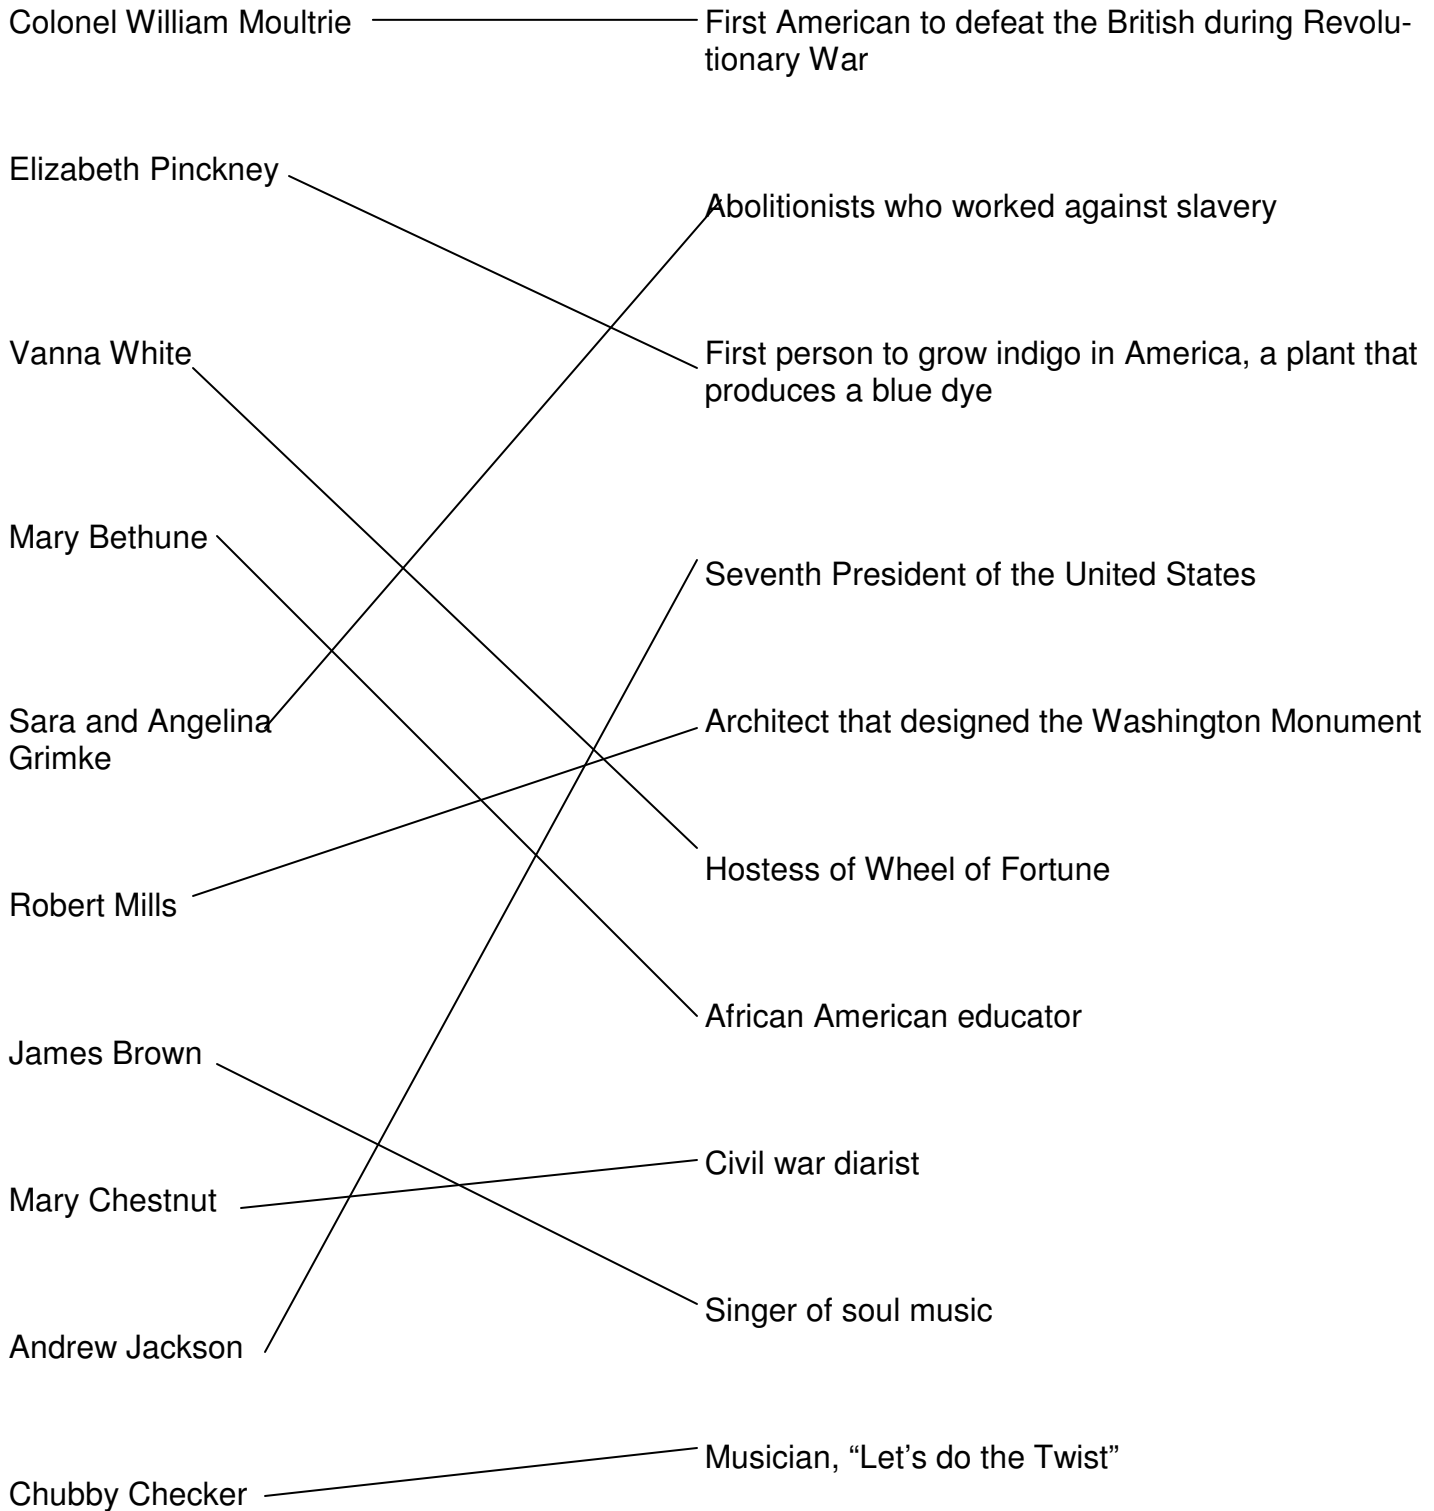 Colonel William Moultrie
First American to defeat the British during Revolu-
tionary War
Elizabeth Pinckney
Abolitionists who worked against slavery
Vanna White
First person to grow indigo in America, a plant that
produces a blue dye
Mary Bethune
Seventh President of the United States
Sara and Angelina
Grimke
Architect that designed the Washington Monument
Robert Mills
Hostess of Wheel of Fortune
African American educator
James Brown
Civil war diarist
Mary Chestnut
Singer of soul music
Andrew Jackson
Musician, “Let’s do the Twist”
Chubby Checker